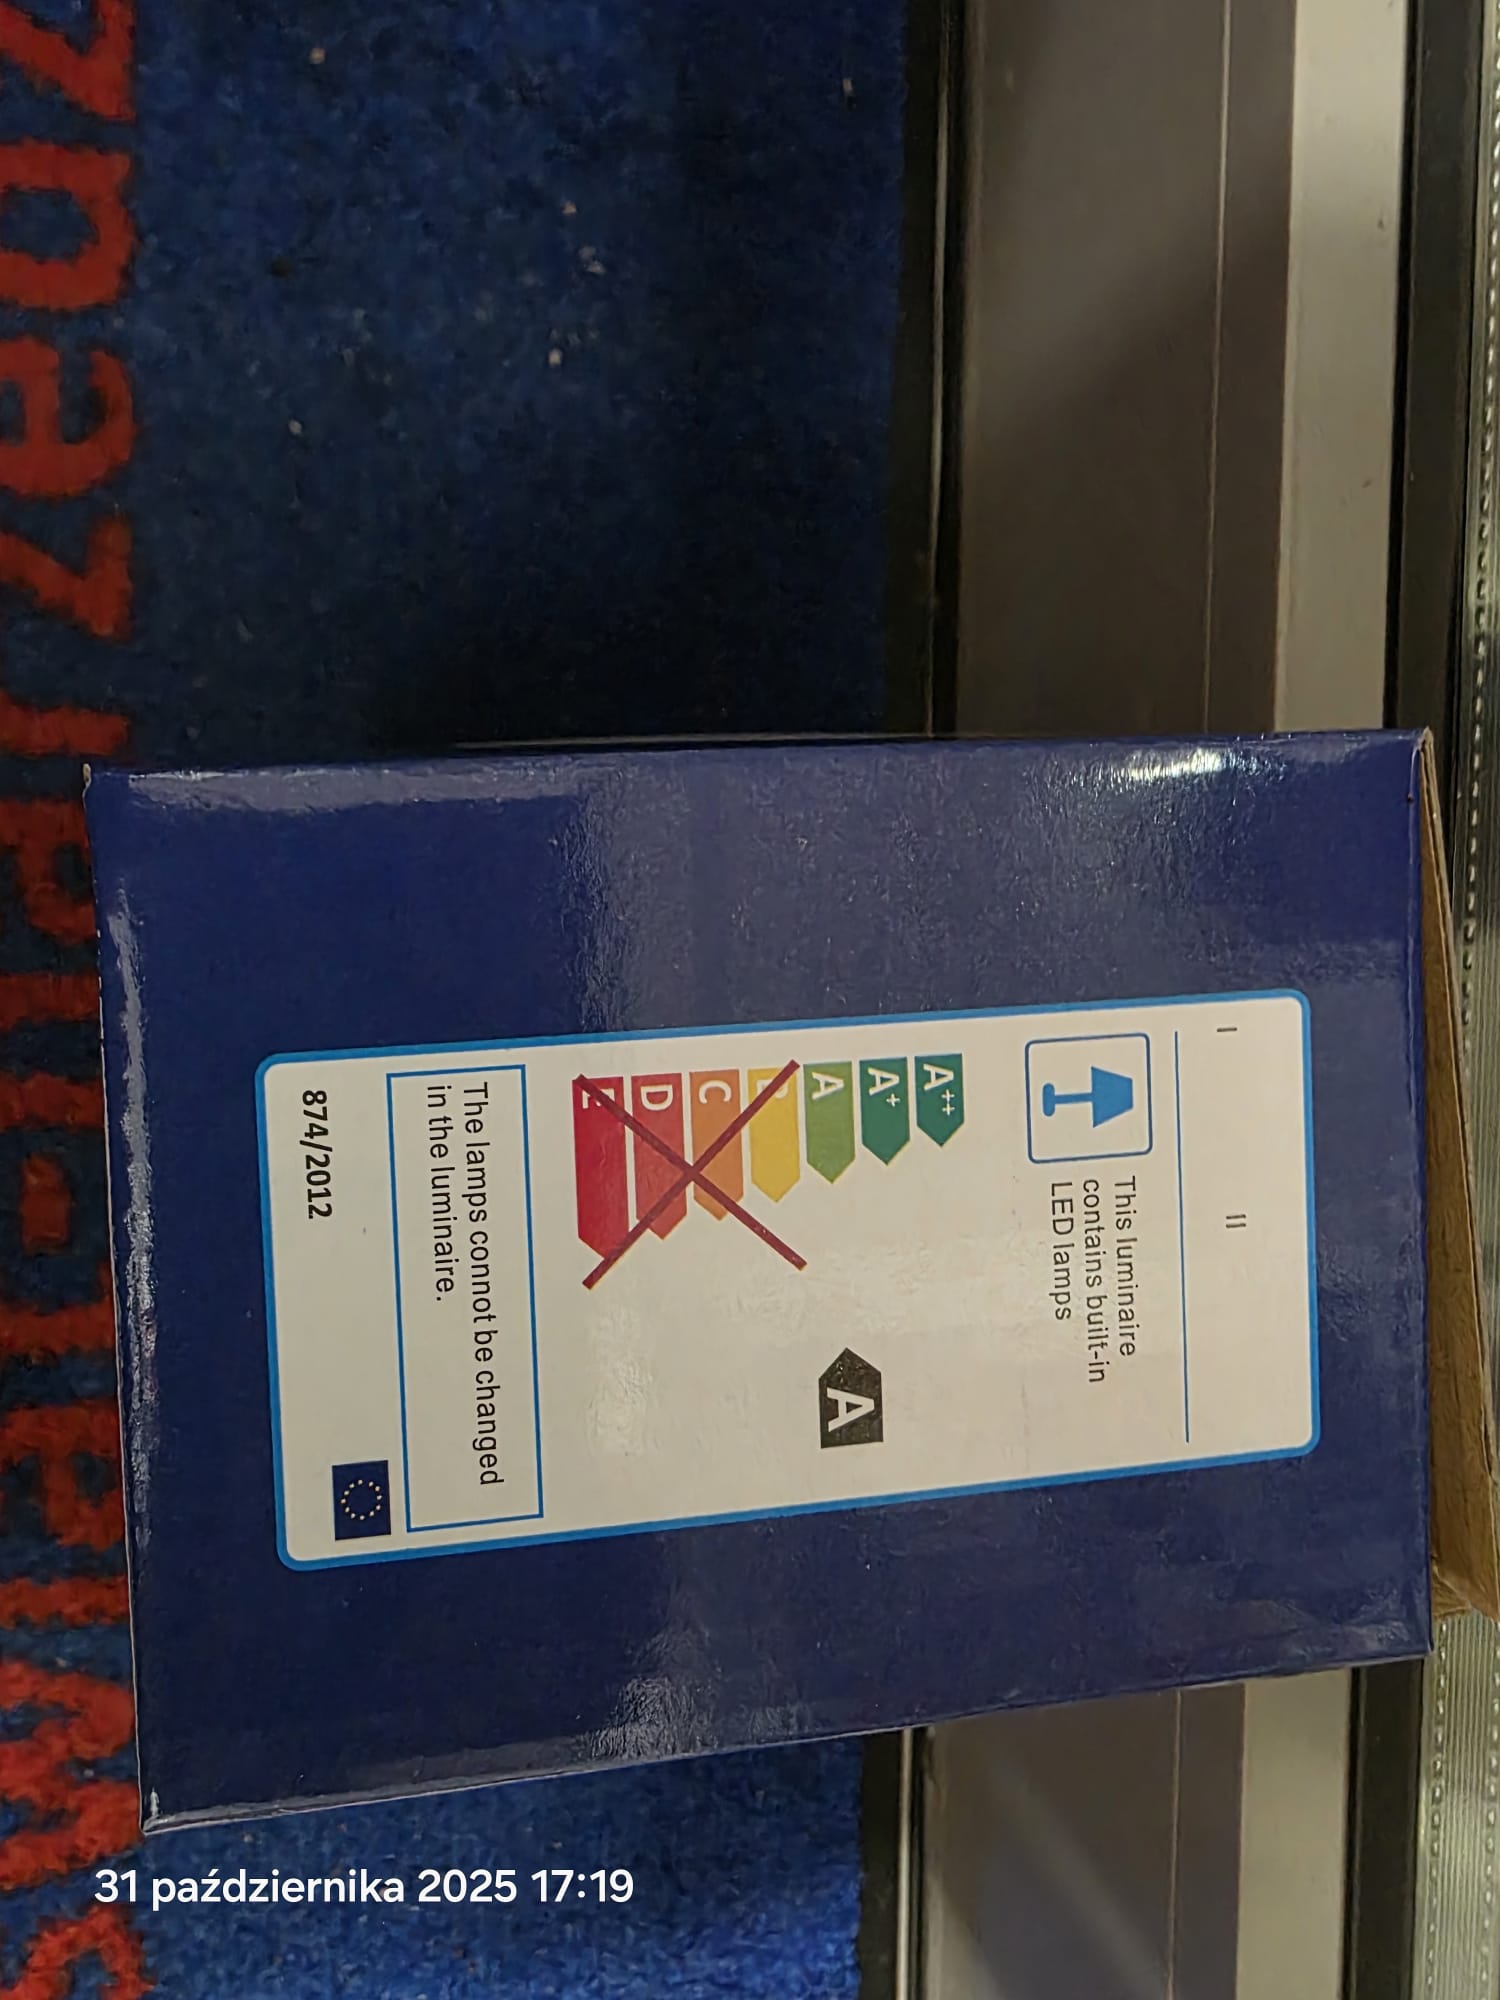 I II
This luminaire
contains built-in
LED lamps
A++
A+
A
A
C
D
E
The lamps connot be changed
in the luminaire.
874/2012
31 października 2025 17:19